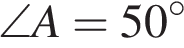 ∠A = 50°